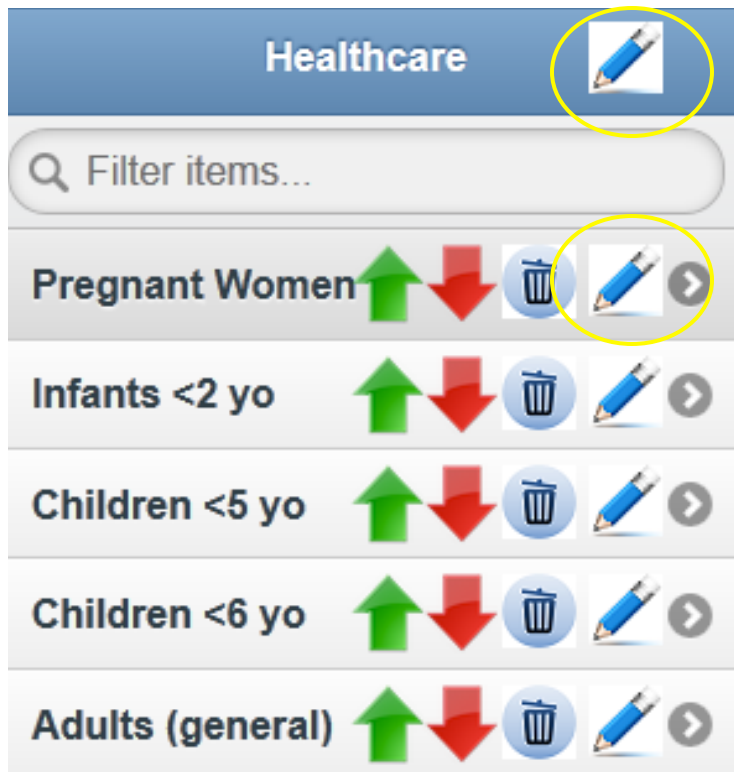 Healthcare
Filter items...
Pregnant Women
Infants <2 yo
Children <5 yo
Children <6 yo
Adults (general)